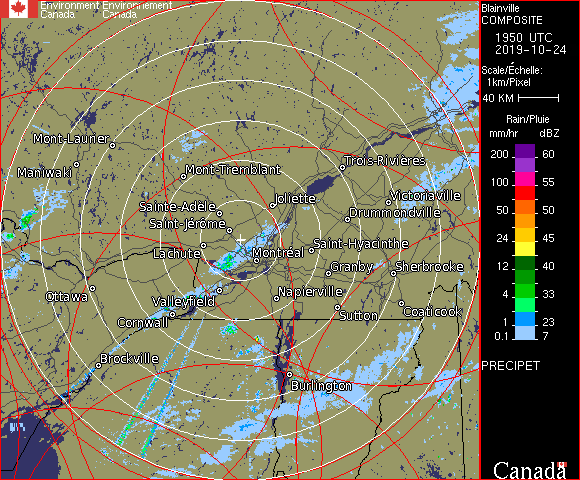 Environment Environnement
Canada Canada
Mont-Laurier
Maniwaki
Mont-Tremblant
Trois-Rivières
Joliette
Victoriaville
Sainte-Adele
Drummondville
Saint-Jérôme
Lachute
Montréal
Saint-Hyacinthe
Granby
Sherbrooke
Ottawa
Valleyfield
Napierville
Cornwall
Sutton
Coaticook
Brockville
Burlington
Blainville
COMPOSITE
1950 UTC
2019-10-24
Scale/Échelle:
1km/Pixel
40 KM
Rain/Pluie
mm/hr dBZ
200 60
100 55
50 50
24 45
12 40
4 33
1 23
0.1 7
PRECIPET
Canada